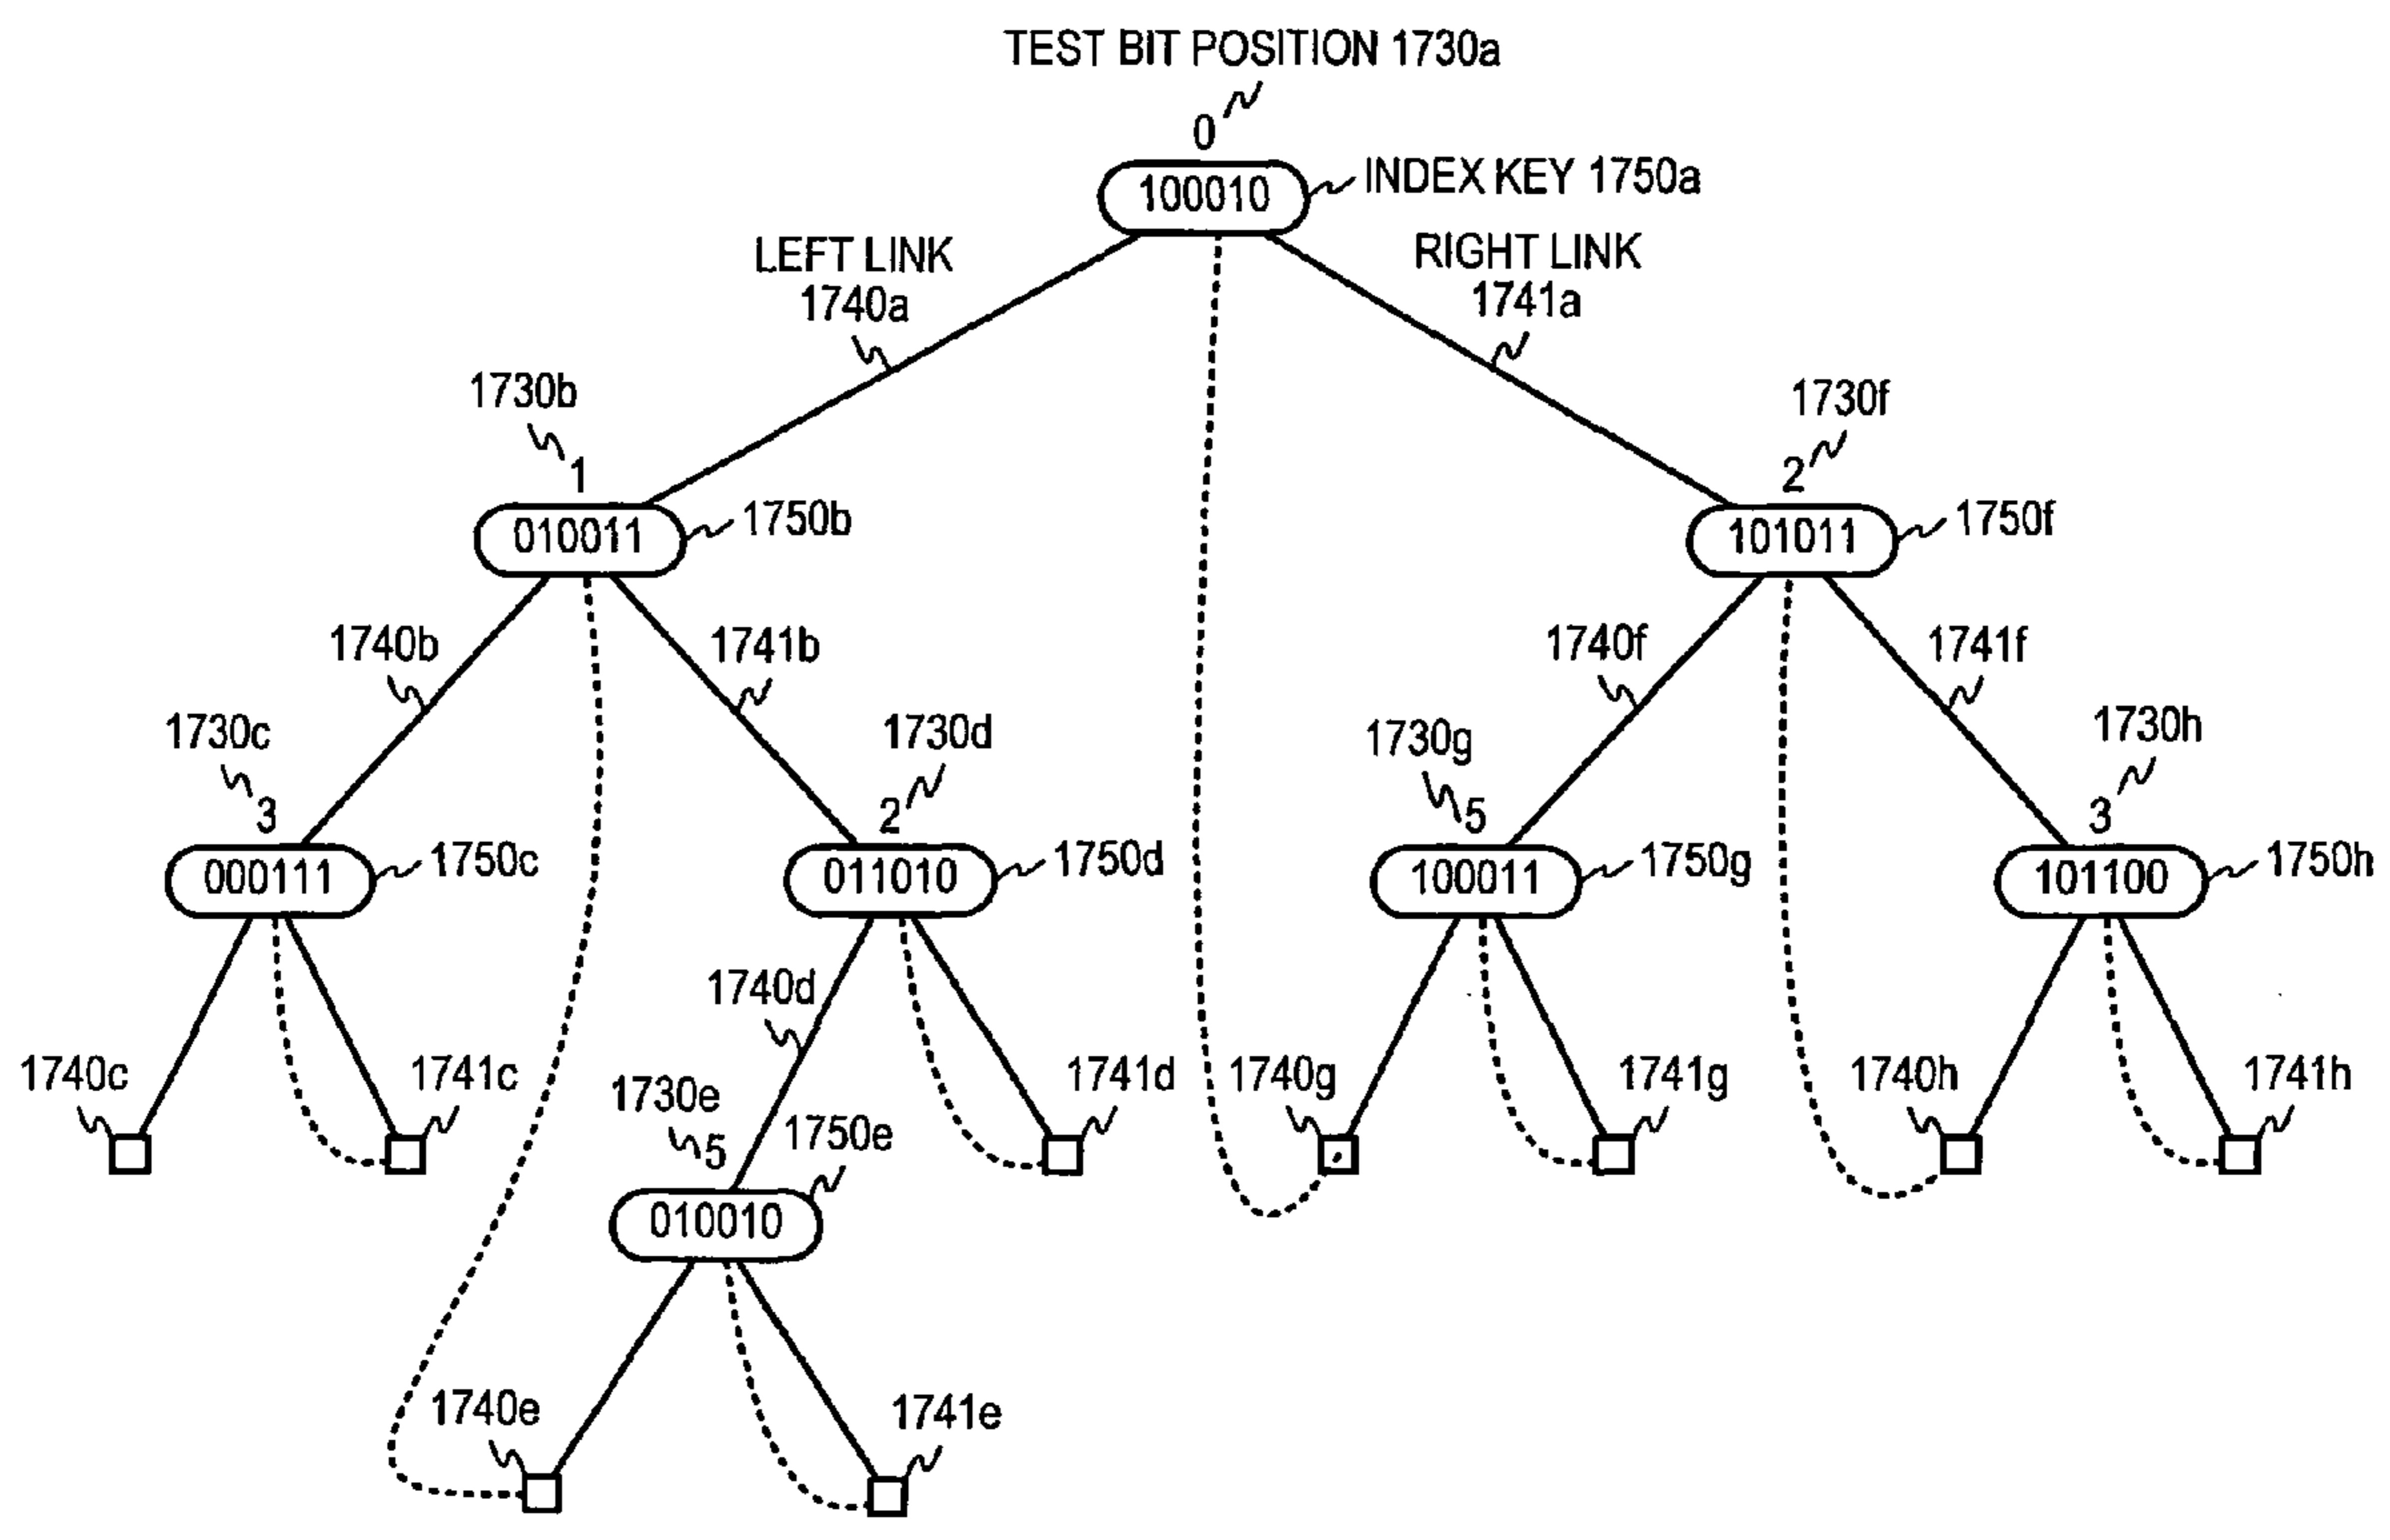 TEST BIT POSITION 1730a
0
100010
INDEX KEY 1750a
LEFT LINK
1740a
RIGHT LINK
1741a
1730b
1
010011
1750b
1730f
2
101011
1750f
1740b
1741b
1740f
1741f
1730c
3
000111
1750c
1730d
2
011010
1750d
1730g
5
100011
1750g
1730h
3
101100
1750h
1740c
1741c
1740d
1741d
1740g
1741g
1740h
1741h
1730e
5
1750e
010010
1740e
1741e